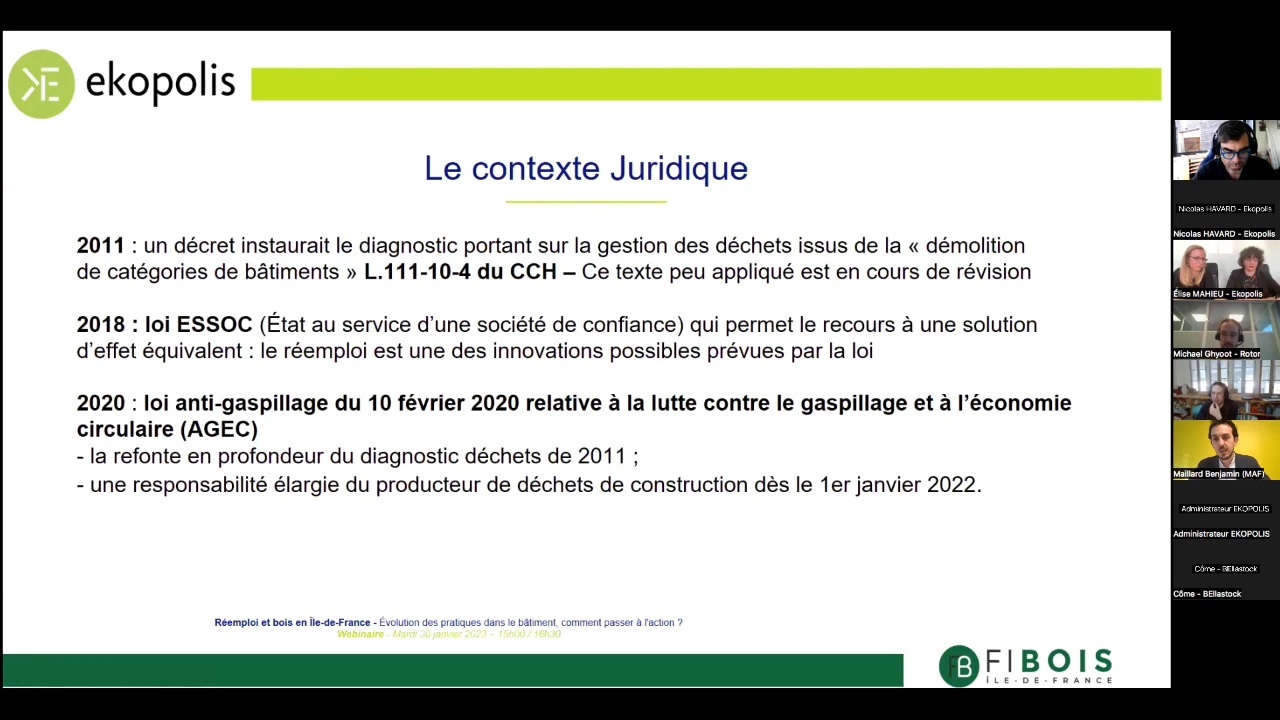 ekopolis
Le contexte Juridique
2011 : un décret instaurait le diagnostic portant sur la gestion des déchets issus de la « démolition
de catégories de bâtiments » L.111-10-4 du CCH – Ce texte peu appliqué est en cours de révision
2018 : loi ESSOC (État au service d’une société de confiance) qui permet le recours à une solution
d’effet équivalent : le réemploi est une des innovations possibles prévues par la loi
2020 : loi anti-gaspillage du 10 février 2020 relative à la lutte contre le gaspillage et à l’économie
circulaire (AGEC)
- la refonte en profondeur du diagnostic déchets de 2011 ;
- une responsabilité élargie du producteur de déchets de construction dès le 1er janvier 2022.
Réemploi et bois en Île-de-France - Évolution des pratiques dans le bâtiment, comment passer à l'action ?
Webinaire - Mardi 30 janvier 2023 – 15h00 / 16h30
FIBOIS
ÎLE-DE-FRANCE
Nicolas HAVARD - Ekopolis
Nicolas HAVARD - Ekopolis
Élise MAHIEU - Ekopolis
Michael Ghyoot - Rotor
Maillard Benjamin (MAF)
Administrateur EKOPOLIS
Administrateur EKOPOLIS
Côme - BEllastock
Côme - BEllastock